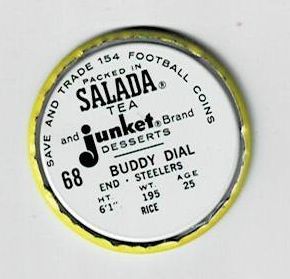 SAVE AND TRADE 154 FOOTBALL COINS
PACKED IN
SALADA®
TEA
and Junket® Brand
DESSERTS
68 BUDDY DIAL
END · STEELERS
HT. WT. AGE
6'1" 195 25
RICE